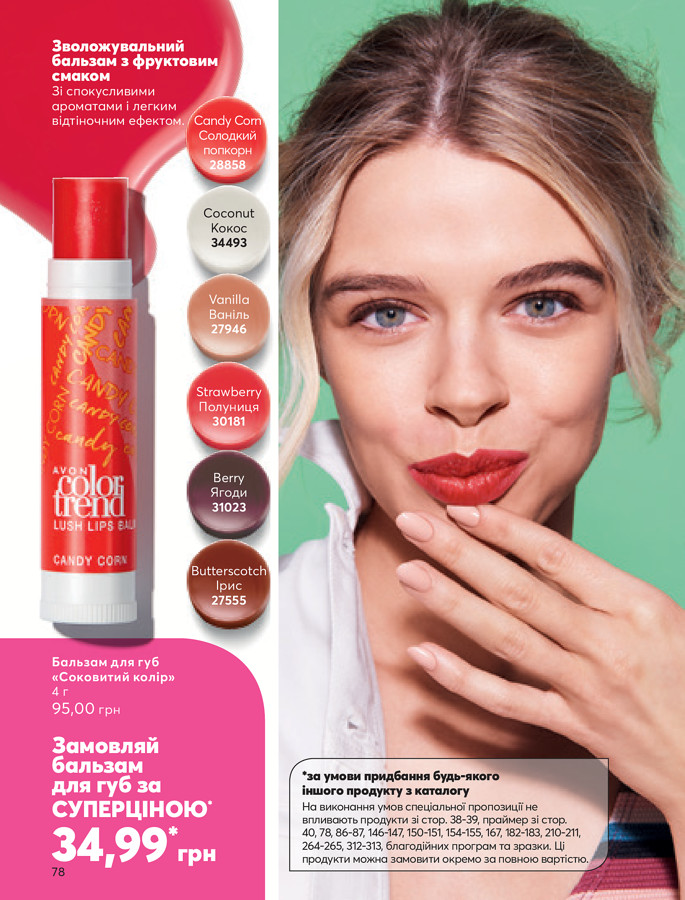 Зволожувальний
бальзам з фруктовим
смаком
Зі спокусливими
ароматами і легким
відтіночним ефектом.
Candy Corn
Солодкий
попкорн
28858
Coconut
Кокос
34493
Vanilla
Ваніль
27946
Strawberry
Полуниця
30181
Berry
Ягоди
31023
Butterscotch
Ірис
27555
CANDY CORN
candy
AVON
color
trend
LUSH LIPS BALM
CANDY CORN
Бальзам для губ
«Соковитий колір»
4 г
95,00 грн
Замовляй
бальзам
для губ за
СУПЕРЦІНОЮ*
34,99* грн
78
*за умови придбання будь-якого
іншого продукту з каталогу
На виконання умов спеціальної пропозиції не
впливають продукти зі стор. 38-39, праймер зі стор.
40, 78, 86-87, 146-147, 150-151, 154-155, 167, 182-183, 210-211,
264-265, 312-313, благодійних програм та зразки. Ці
продукти можна замовити окремо за повною вартістю.